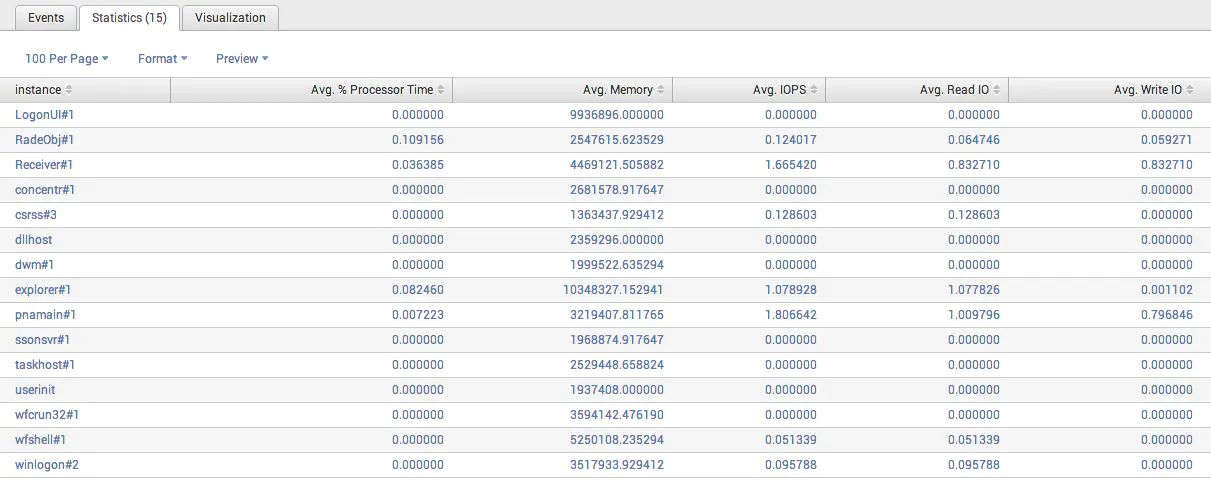 Events Statistics (15) Visualization
100 Per Page Format Preview
instance Avg. % Processor Time Avg. Memory Avg. IOPS Avg. Read IO Avg. Write IO
LogonUI#1 0.000000 9936896.000000 0.000000 0.000000 0.000000
RadeObj#1 0.109156 2547615.623529 0.124017 0.064746 0.059271
Receiver#1 0.036385 4469121.505882 1.665420 0.832710 0.832710
concentr#1 0.000000 2681578.917647 0.000000 0.000000 0.000000
csrss#3 0.000000 1363437.929412 0.128603 0.128603 0.000000
dllhost 0.000000 2359296.000000 0.000000 0.000000 0.000000
dwm#1 0.000000 1999522.635294 0.000000 0.000000 0.000000
explorer#1 0.082460 10348327.152941 1.078928 1.077826 0.001102
pnamain#1 0.007223 3219407.811765 1.806642 1.009796 0.796846
ssonsvr#1 0.000000 1968874.917647 0.000000 0.000000 0.000000
taskhost#1 0.000000 2529448.658824 0.000000 0.000000 0.000000
userinit 0.000000 1937408.000000 0.000000 0.000000 0.000000
wfcrun32#1 0.000000 3594142.476190 0.000000 0.000000 0.000000
wfshell#1 0.000000 5250108.235294 0.051339 0.051339 0.000000
winlogon#2 0.000000 3517933.929412 0.095788 0.095788 0.000000